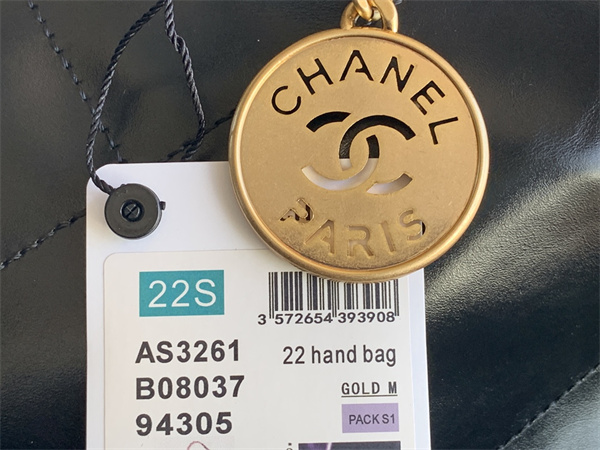 CHANEL
PARIS
22S
3 572654 393908
AS3261
22 hand bag
B08037
GOLD M
94305
PACK S1